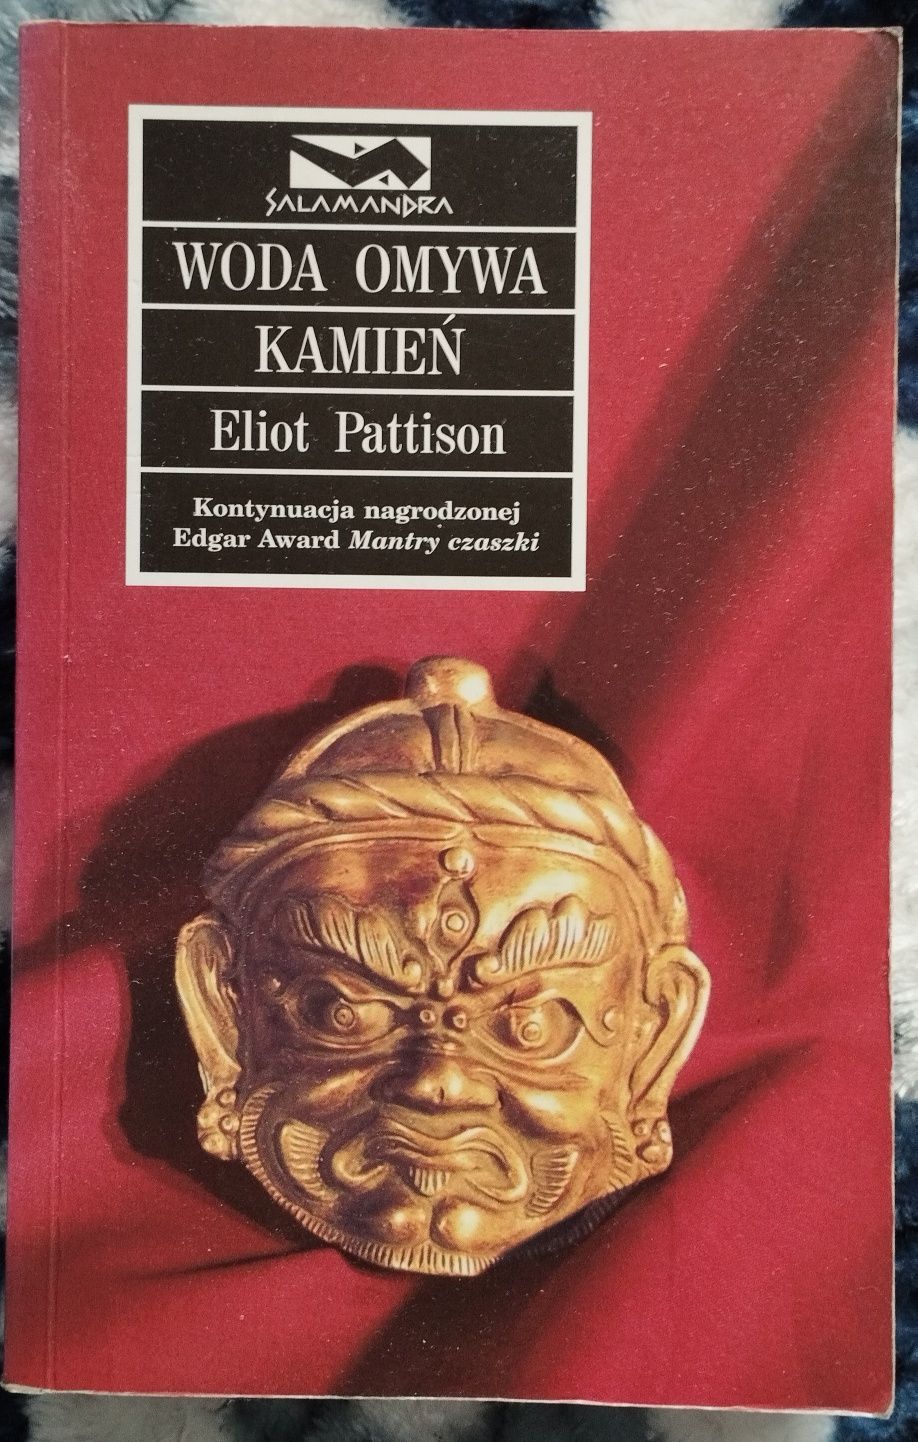 SALAMANDRA
WODA OMYWA
KAMIEŃ
Eliot Pattison
Kontynuacja nagrodzonej
Edgar Award Mantry czaszki